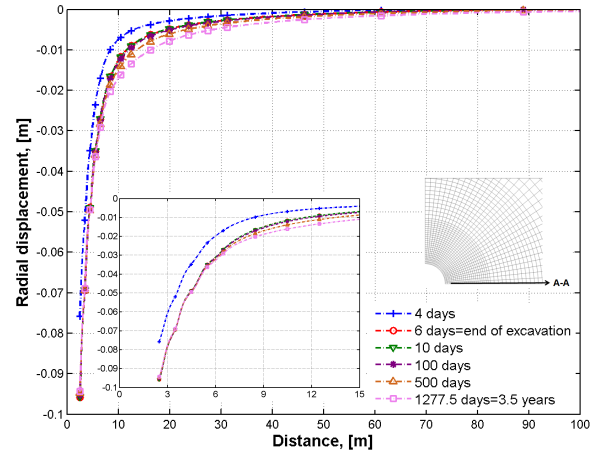 0
-0.01
-0.02
-0.03
-0.04
-0.05
-0.06
-0.07
-0.08
-0.09
-0.1
Radial displacement, [m]
0
-0.01
-0.02
-0.03
-0.04
-0.05
-0.06
-0.07
-0.08
-0.09
-0.1
0 3 6 9 12 15
A-A
4 days
6 days=end of excavation
10 days
100 days
500 days
1277.5 days=3.5 years
0 10 20 30 40 50 60 70 80 90 100
Distance, [m]